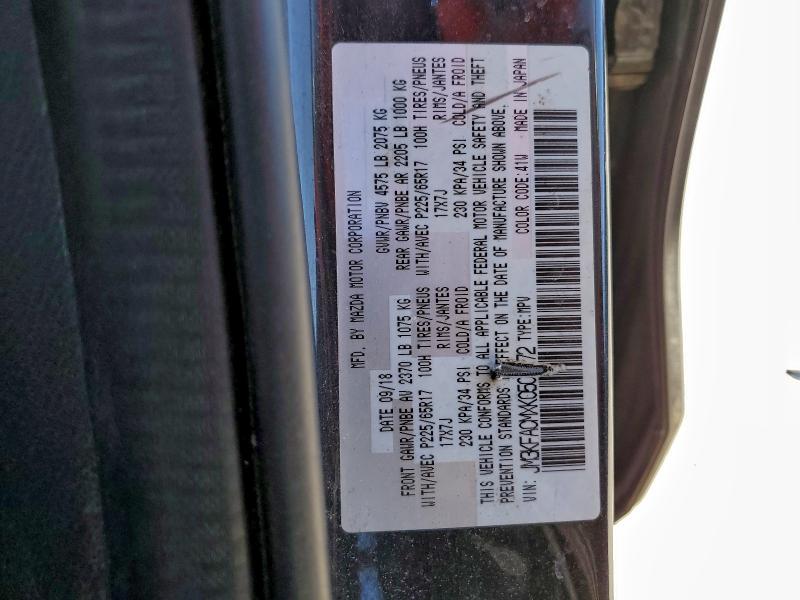 MFD. BY MAZDA MOTOR CORPORATION
DATE 09/18 GVWR/PNBV 4575 LB 2075 KG
FRONT GAWR/PNBE AV 2370 LB 1075 KG REAR GAWR/PNBE AR 2205 LB 1000 KG
WITH/AVEC P225/65R17 100H TIRES/PNEUS WITH/AVEC P225/65R17 100H TIRES/PNEUS
17X7J RIMS/JANTES 17X7J RIMS/JANTES
230 KPA/34 PSI COLD/A FROID 230 KPA/34 PSI COLD/A FROID
THIS VEHICLE CONFORMS TO ALL APPLICABLE FEDERAL MOTOR VEHICLE SAFETY AND THEFT
PREVENTION STANDARDS EFFECT ON THE DATE OF MANUFACTURE SHOWN ABOVE.
VIN: TYPE:MPV COLOR CODE:41W MADE IN JAPAN